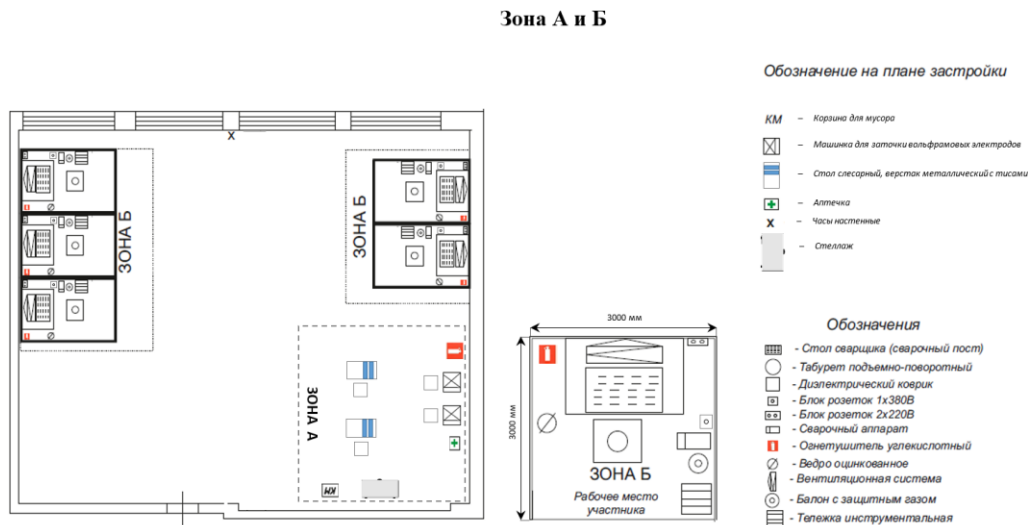 Зона А и Б
Обозначение на плане застройки
КМ – Корзина для мусора
– Машинка для заточки вольфрамовых электродов
– Стол слесарный, верстак металлический с тисами
– Аптечка
х – Часы настенные
– Стеллаж
х
ЗОНА Б
ЗОНА Б
ЗОНА А
КМ
3000 мм
3000 мм
ЗОНА Б
Рабочее место
участника
Обозначения
- Стол сварщика (сварочный пост)
- Табурет подъемно-поворотный
- Диэлектрический коврик
- Блок розеток 1х380В
- Блок розеток 2х220В
- Сварочный аппарат
- Огнетушитель углекислотный
- Ведро оцинкованное
- Вентиляционная система
- Балон с защитным газом
- Тележка инструментальная